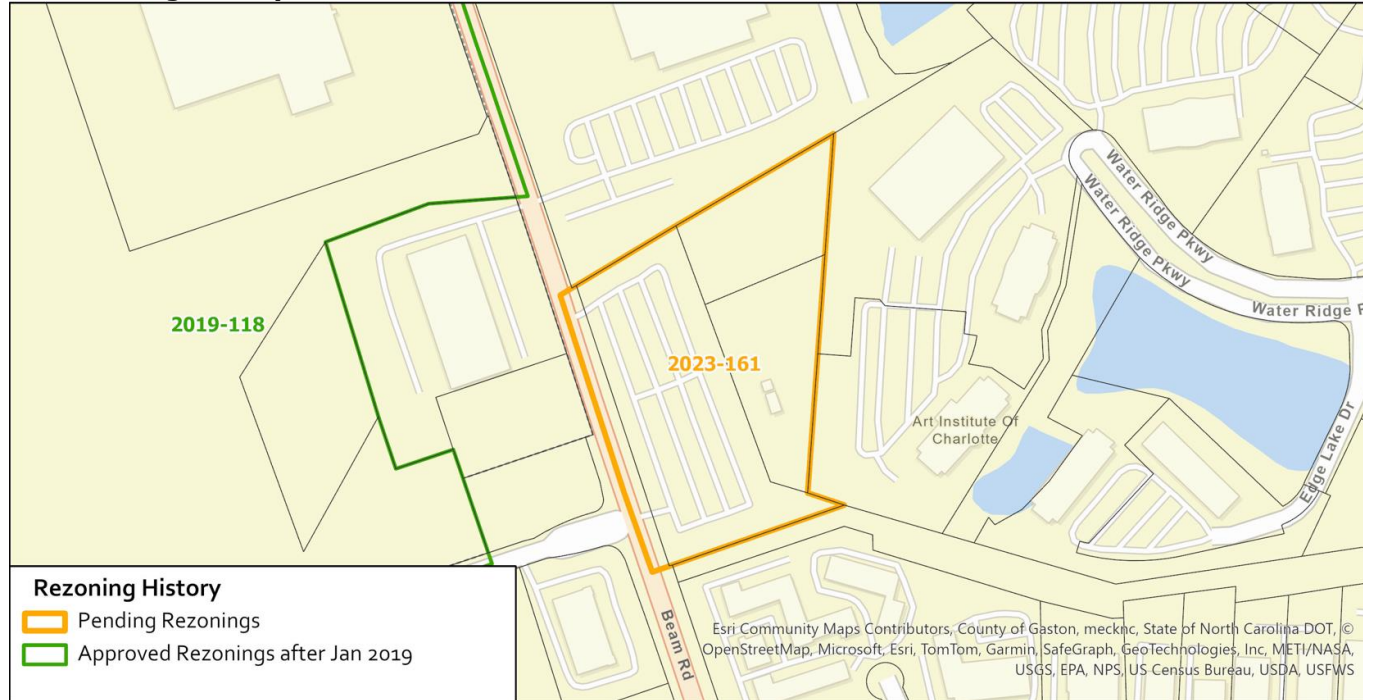 Water Ridge Pkwy
Water Ridge Pkwy
Water Ridge P
2019-118
2023-161
Art Institute Of
Charlotte
Edge Lake Dr
Beam Rd
Rezoning History
Pending Rezonings
Approved Rezonings after Jan 2019
Esri Community Maps Contributors, County of Gaston, mecknc, State of North Carolina DOT, ©
OpenStreetMap, Microsoft, Esri, TomTom, Garmin, SafeGraph, GeoTechnologies, Inc, METI/NASA,
USGS, EPA, NPS, US Census Bureau, USDA, USFWS